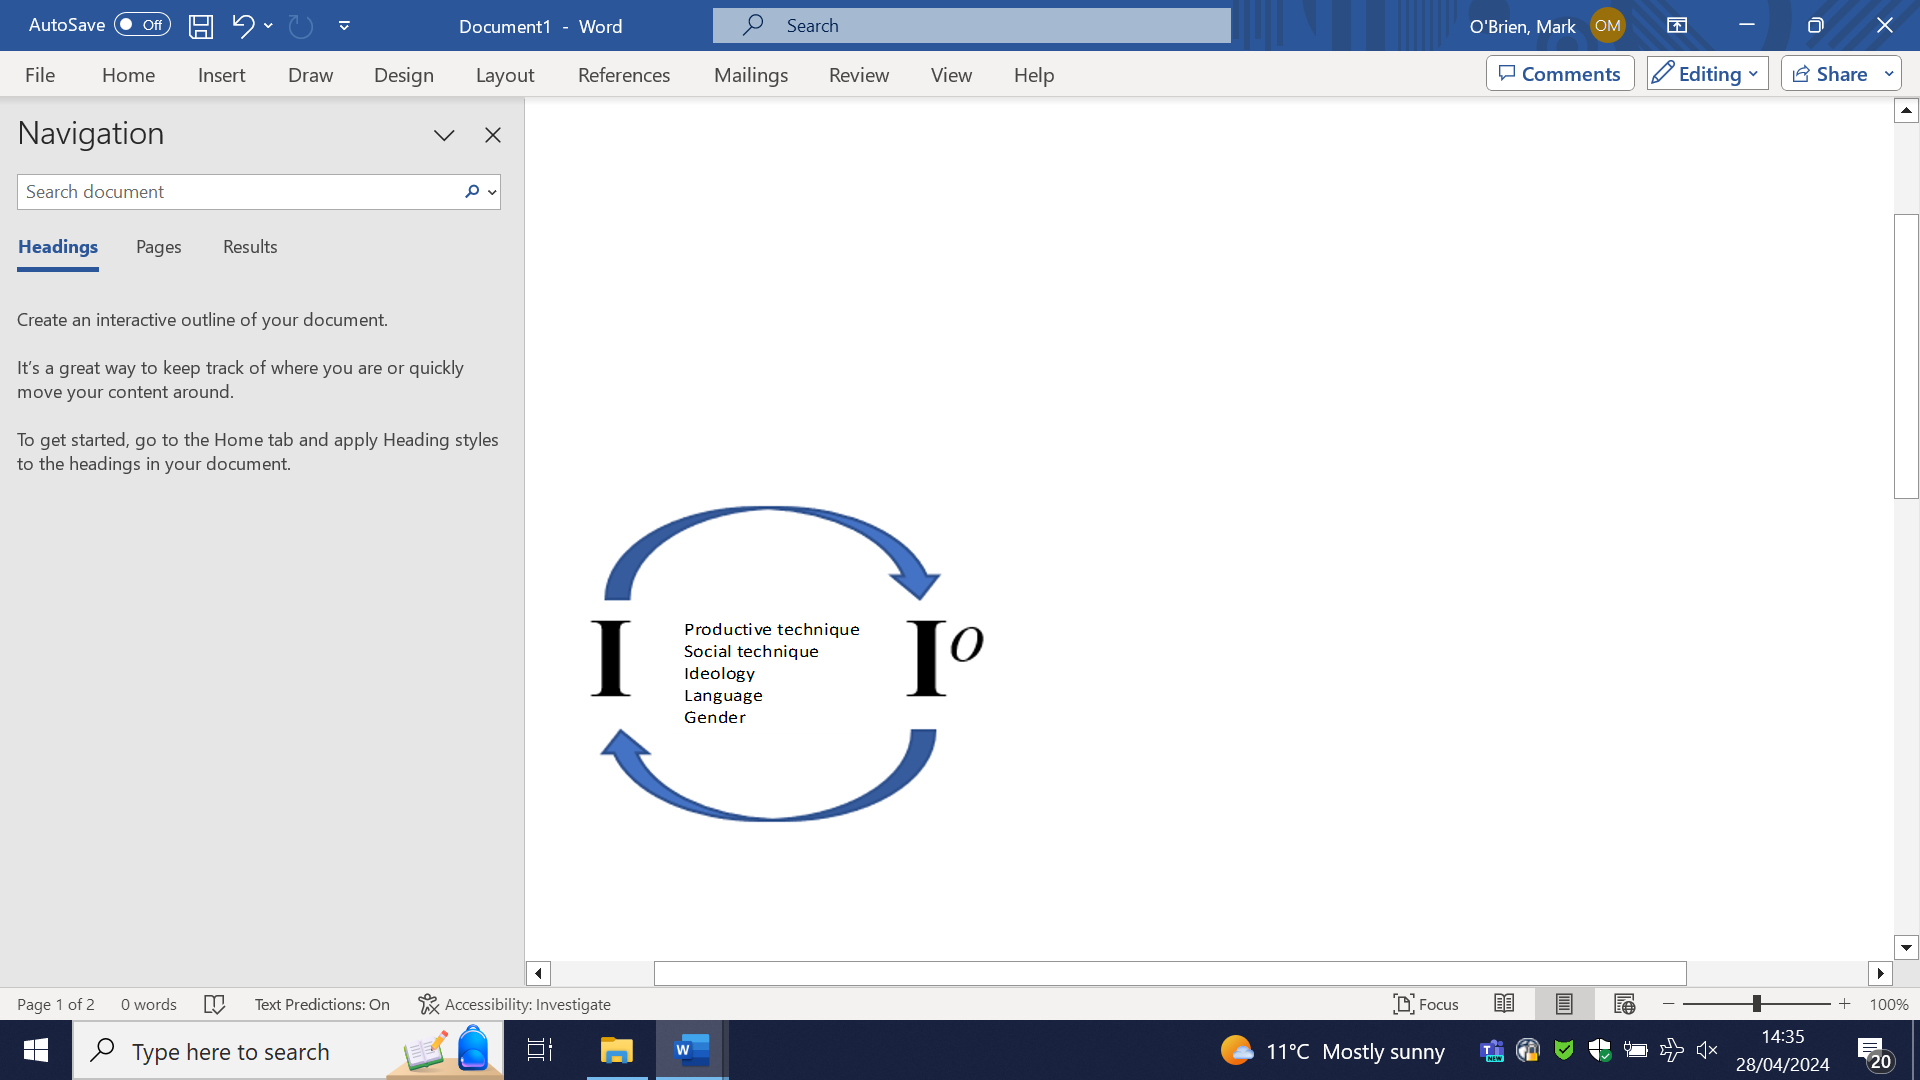 AutoSave Off Document1 - Word Search O'Brien, Mark OM
File Home Insert Draw Design Layout References Mailings Review View Help Comments Editing Share
Navigation
Search document
Headings Pages Results
Create an interactive outline of your document.
It's a great way to keep track of where you are or quickly
move your content around.
To get started, go to the Home tab and apply Heading styles
to the headings in your document.
I
Productive technique
Social technique
Ideology
Language
Gender
I^O
Page 1 of 2 0 words Text Predictions: On Accessibility: Investigate Focus 100%
Type here to search W 11°C Mostly sunny NEW 14:35
28/04/2024 20